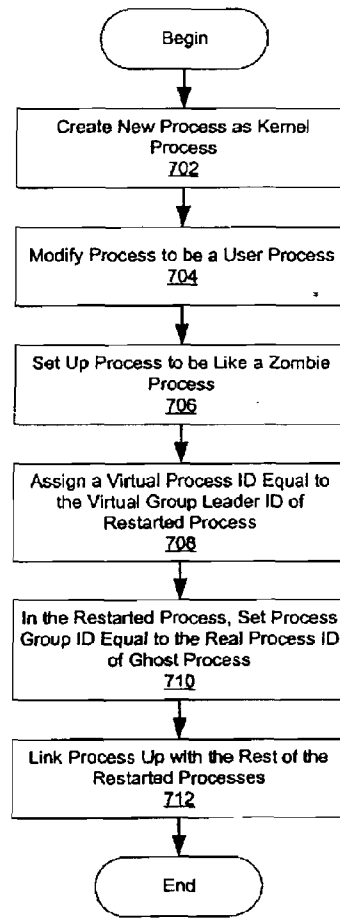 Begin
Create New Process as Kernel
Process
702
Modify Process to be a User Process
704
Set Up Process to be Like a Zombie
Process
706
Assign a Virtual Process ID Equal to
the Virtual Group Leader ID of
Restarted Process
708
In the Restarted Process, Set Process
Group ID Equal to the Real Process ID
of Ghost Process
710
Link Process Up with the Rest of the
Restarted Processes
712
End